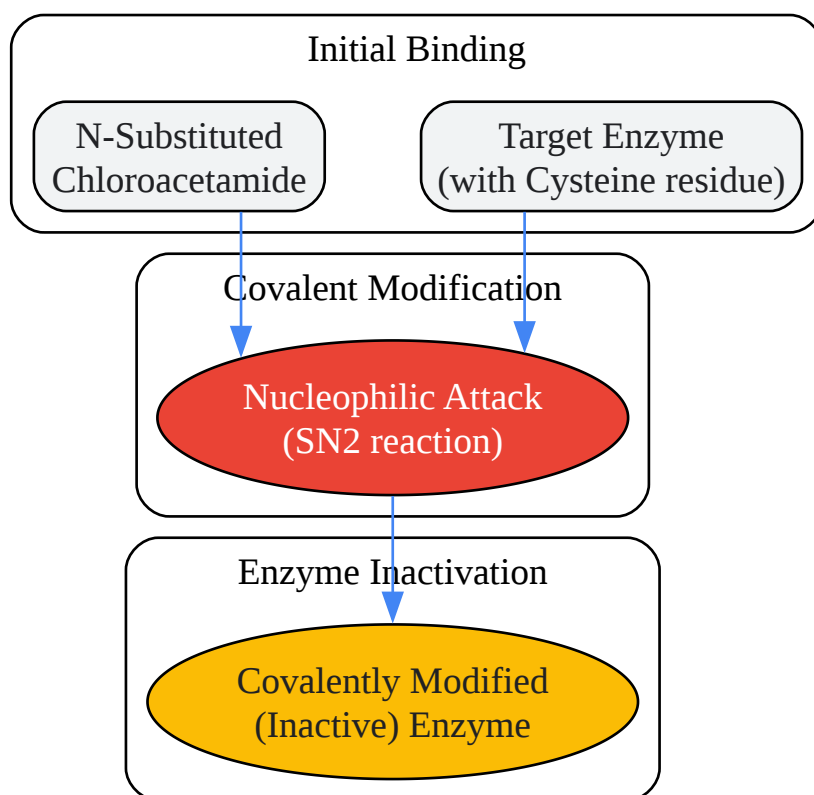 Initial Binding
N-Substituted
Chloroacetamide
Target Enzyme
(with Cysteine residue)
Covalent Modification
Nucleophilic Attack
(SN2 reaction)
Enzyme Inactivation
Covalently Modified
(Inactive) Enzyme